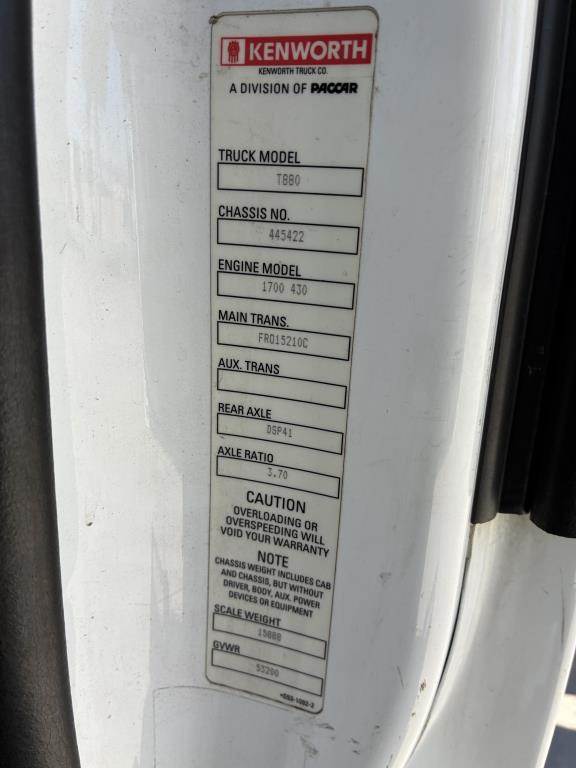 KENWORTH
KENWORTH TRUCK CO.
A DIVISION OF PACCAR
TRUCK MODEL
T880
CHASSIS NO.
445422
ENGINE MODEL
1700 430
MAIN TRANS.
FRO15210C
AUX. TRANS
REAR AXLE
DSP41
AXLE RATIO
3.70
CAUTION
OVERLOADING OR
OVERSPEEDING WILL
VOID YOUR WARRANTY
NOTE
CHASSIS WEIGHT INCLUDES CAB
AND CHASSIS, BUT WITHOUT
DRIVER, BODY, AUX. POWER
DEVICES OR EQUIPMENT
SCALE WEIGHT
GVWR
53200